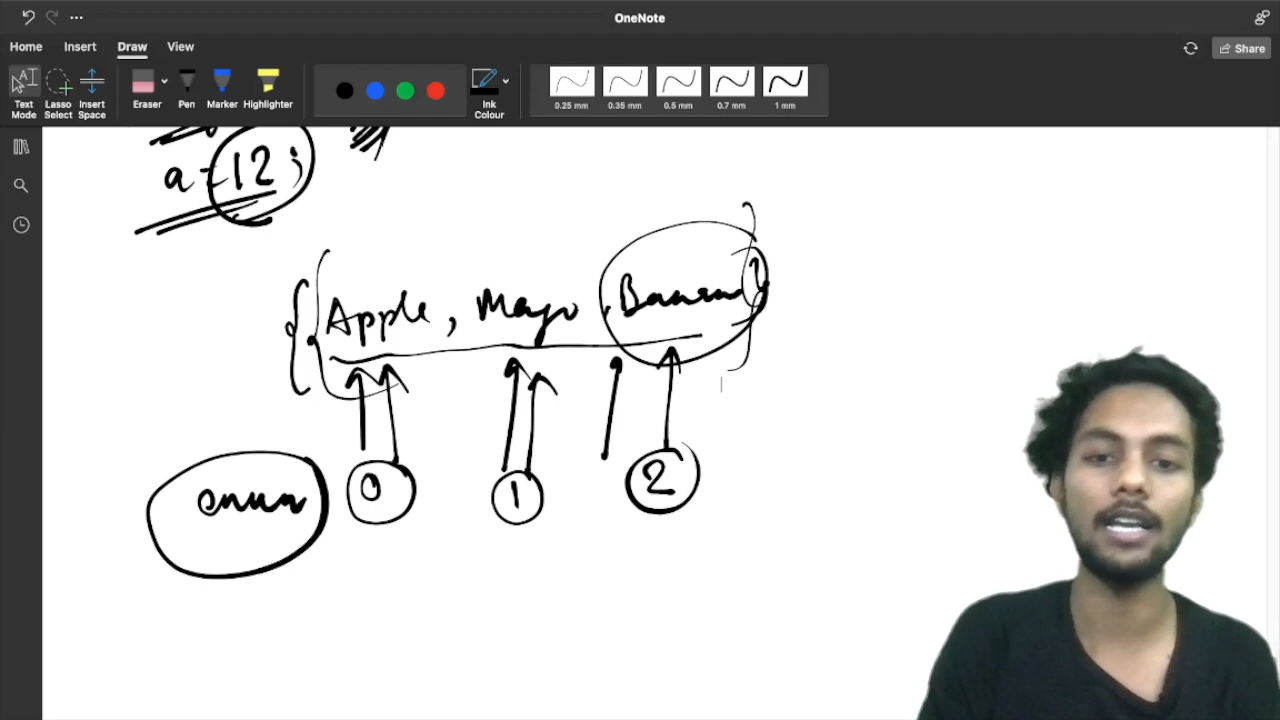 OneNote
Home Insert Draw View
Share
Text Mode
Lasso Select
Insert Space
Eraser
Pen
Marker
Highlighter
Ink Colour
0.25 mm
0.35 mm
0.5 mm
0.7 mm
1 mm
a = 12;
{ { Apple, Mago, Banana }
enum 0 1 2